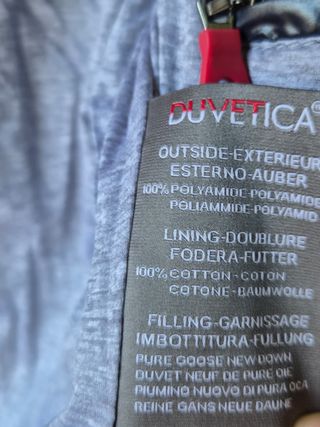 DUVETICA®
OUTSIDE-EXTERIEUR
ESTERNO-AUBER
100% POLYAMIDE-POLYAMIDE
POLIAMMIDE-POLYAMID
LINING-DOUBLURE
FODERA-FUTTER
100% COTTON-COTON
COTONE-BAUMWOLLE
FILLING-GARNISSAGE
IMBOTTITURA-FULLUNG
PURE GOOSE NEW DOWN
DUVET NEUF DE PURE OIE
PIUMINO NUOVO DI PURA OCA
REINE GANS NEUE DAUNE